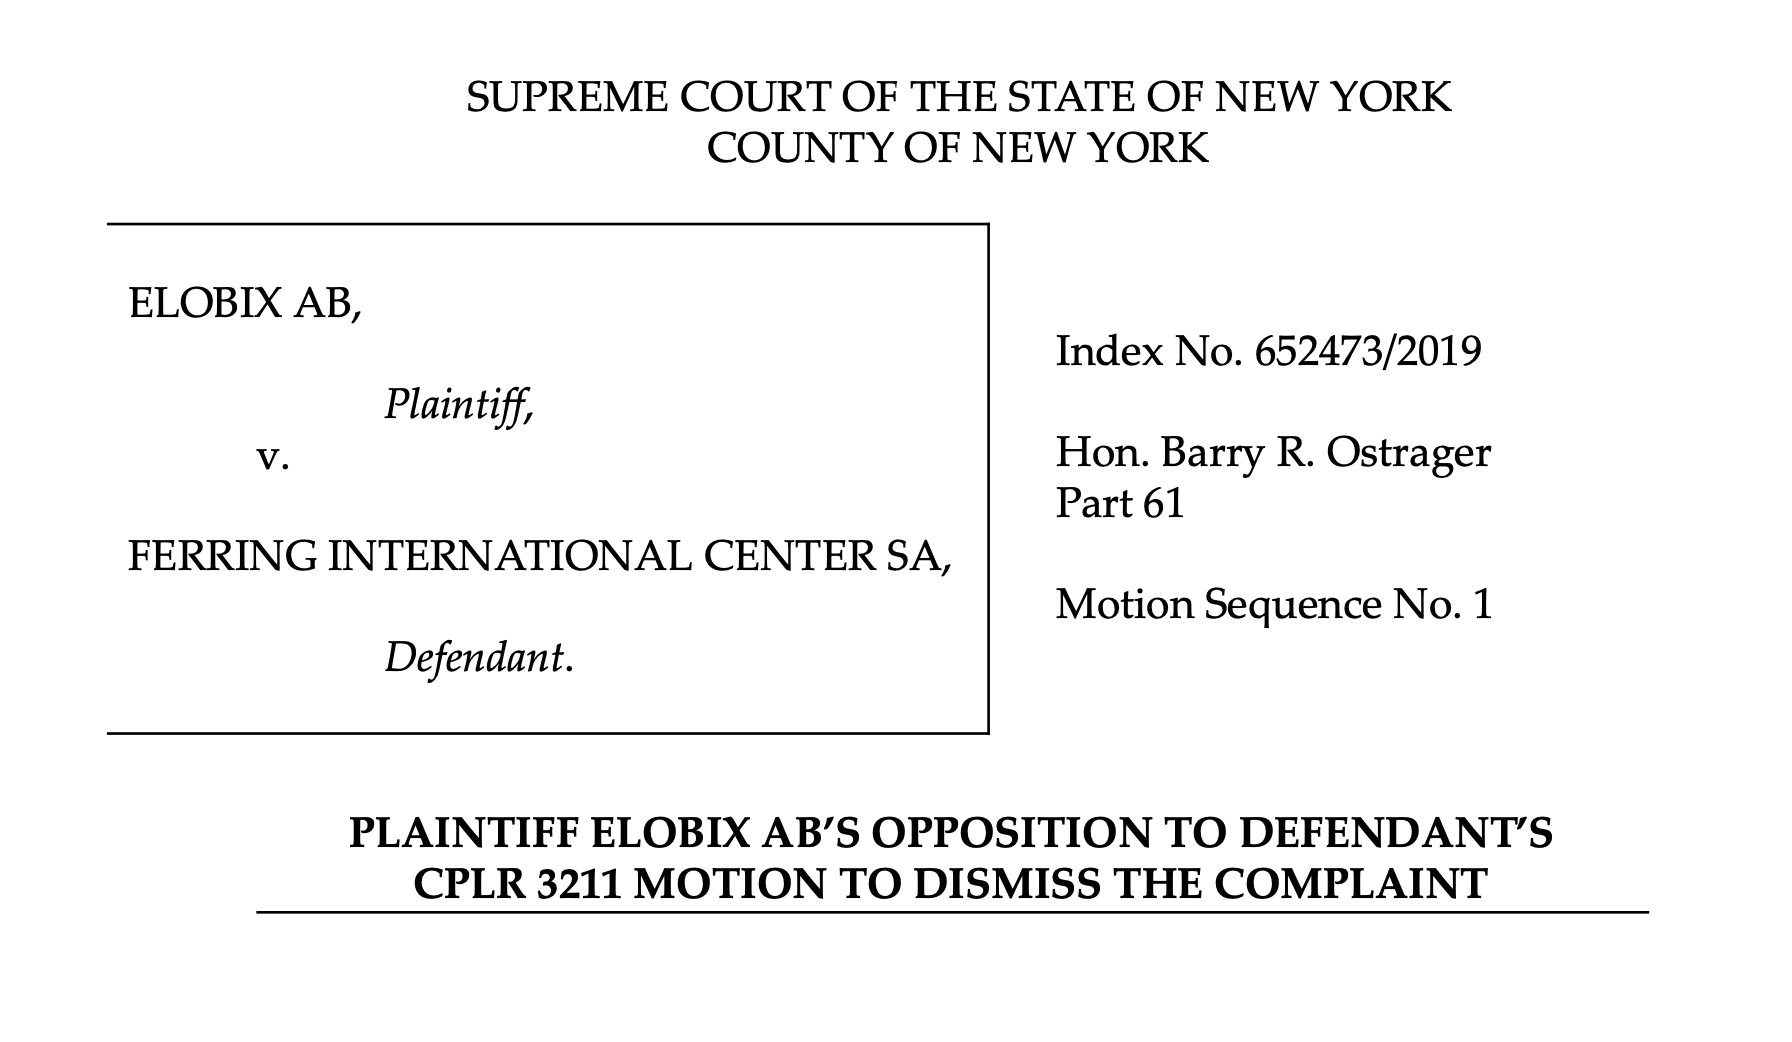 SUPREME COURT OF THE STATE OF NEW YORK
COUNTY OF NEW YORK
ELOBIX AB,
Plaintiff,
v.
FERRING INTERNATIONAL CENTER SA,
Defendant.
Index No. 652473/2019
Hon. Barry R. Ostrager
Part 61
Motion Sequence No. 1
PLAINTIFF ELOBIX AB’S OPPOSITION TO DEFENDANT’S
CPLR 3211 MOTION TO DISMISS THE COMPLAINT